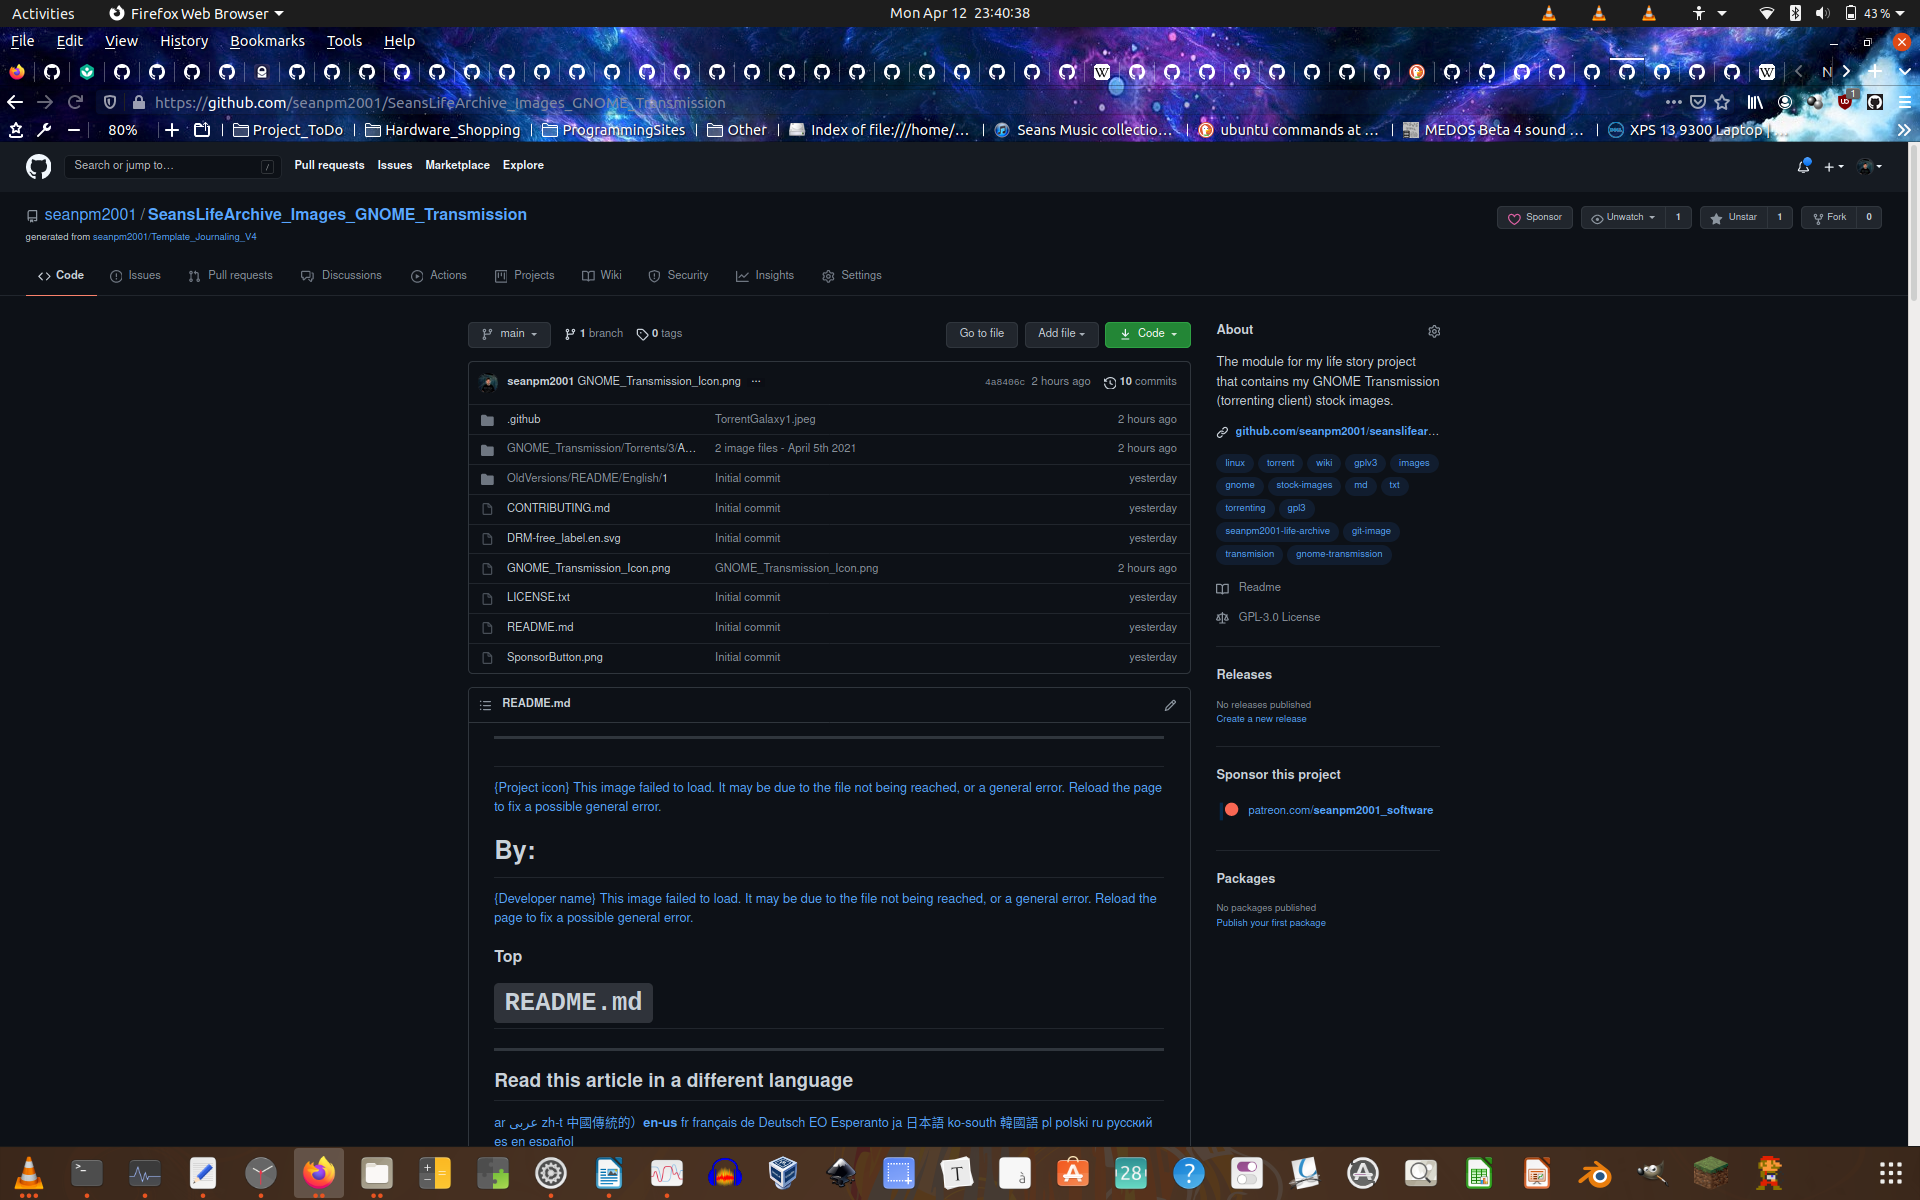 Activities
Firefox Web Browser
Mon Apr 12 23:40:38
43 %
File Edit View History Bookmarks Tools Help
https://github.com/seanpm2001/SeansLifeArchive_Images_GNOME_Transmission
80%
Project_ToDo
Hardware_Shopping
ProgrammingSites
Other
Index of file:///home/...
Seans Music collectio...
ubuntu commands at ...
MEDOS Beta 4 sound ...
XPS 13 9300 Laptop
Search or jump to...
/
Pull requests Issues Marketplace Explore
seanpm2001 / SeansLifeArchive_Images_GNOME_Transmission
generated from seanpm2001/Template_Journaling_V4
Sponsor
Unwatch 1
Unstar 1
Fork 0
Code
Issues
Pull requests
Discussions
Actions
Projects
Wiki
Security
Insights
Settings
main
1 branch
0 tags
Go to file
Add file
Code
seanpm2001 GNOME_Transmission_Icon.png ...
4a8406c 2 hours ago 10 commits
.github TorrentGalaxy1.jpeg 2 hours ago
GNOME_Transmission/Torrents/3/A... 2 image files - April 5th 2021 2 hours ago
OldVersions/README/English/1 Initial commit yesterday
CONTRIBUTING.md Initial commit yesterday
DRM-free_label.en.svg Initial commit yesterday
GNOME_Transmission_Icon.png GNOME_Transmission_Icon.png 2 hours ago
LICENSE.txt Initial commit yesterday
README.md Initial commit yesterday
SponsorButton.png Initial commit yesterday
README.md
{Project icon} This image failed to load. It may be due to the file not being reached, or a general error. Reload the page
to fix a possible general error.
By:
{Developer name} This image failed to load. It may be due to the file not being reached, or a general error. Reload the
page to fix a possible general error.
Top
README.md
Read this article in a different language
ar عربى zh-t 中國傳統的）en-us fr français de Deutsch EO Esperanto ja 日本語 ko-south 韓國語 pl polski ru русский
es en español
About
The module for my life story project
that contains my GNOME Transmission
(torrenting client) stock images.
github.com/seanpm2001/seanslifear...
linux torrent wiki gplv3 images
gnome stock-images md txt
torrenting gpl3
seanpm2001-life-archive git-image
transmision gnome-transmission
Readme
GPL-3.0 License
Releases
No releases published
Create a new release
Sponsor this project
patreon.com/seanpm2001_software
Packages
No packages published
Publish your first package